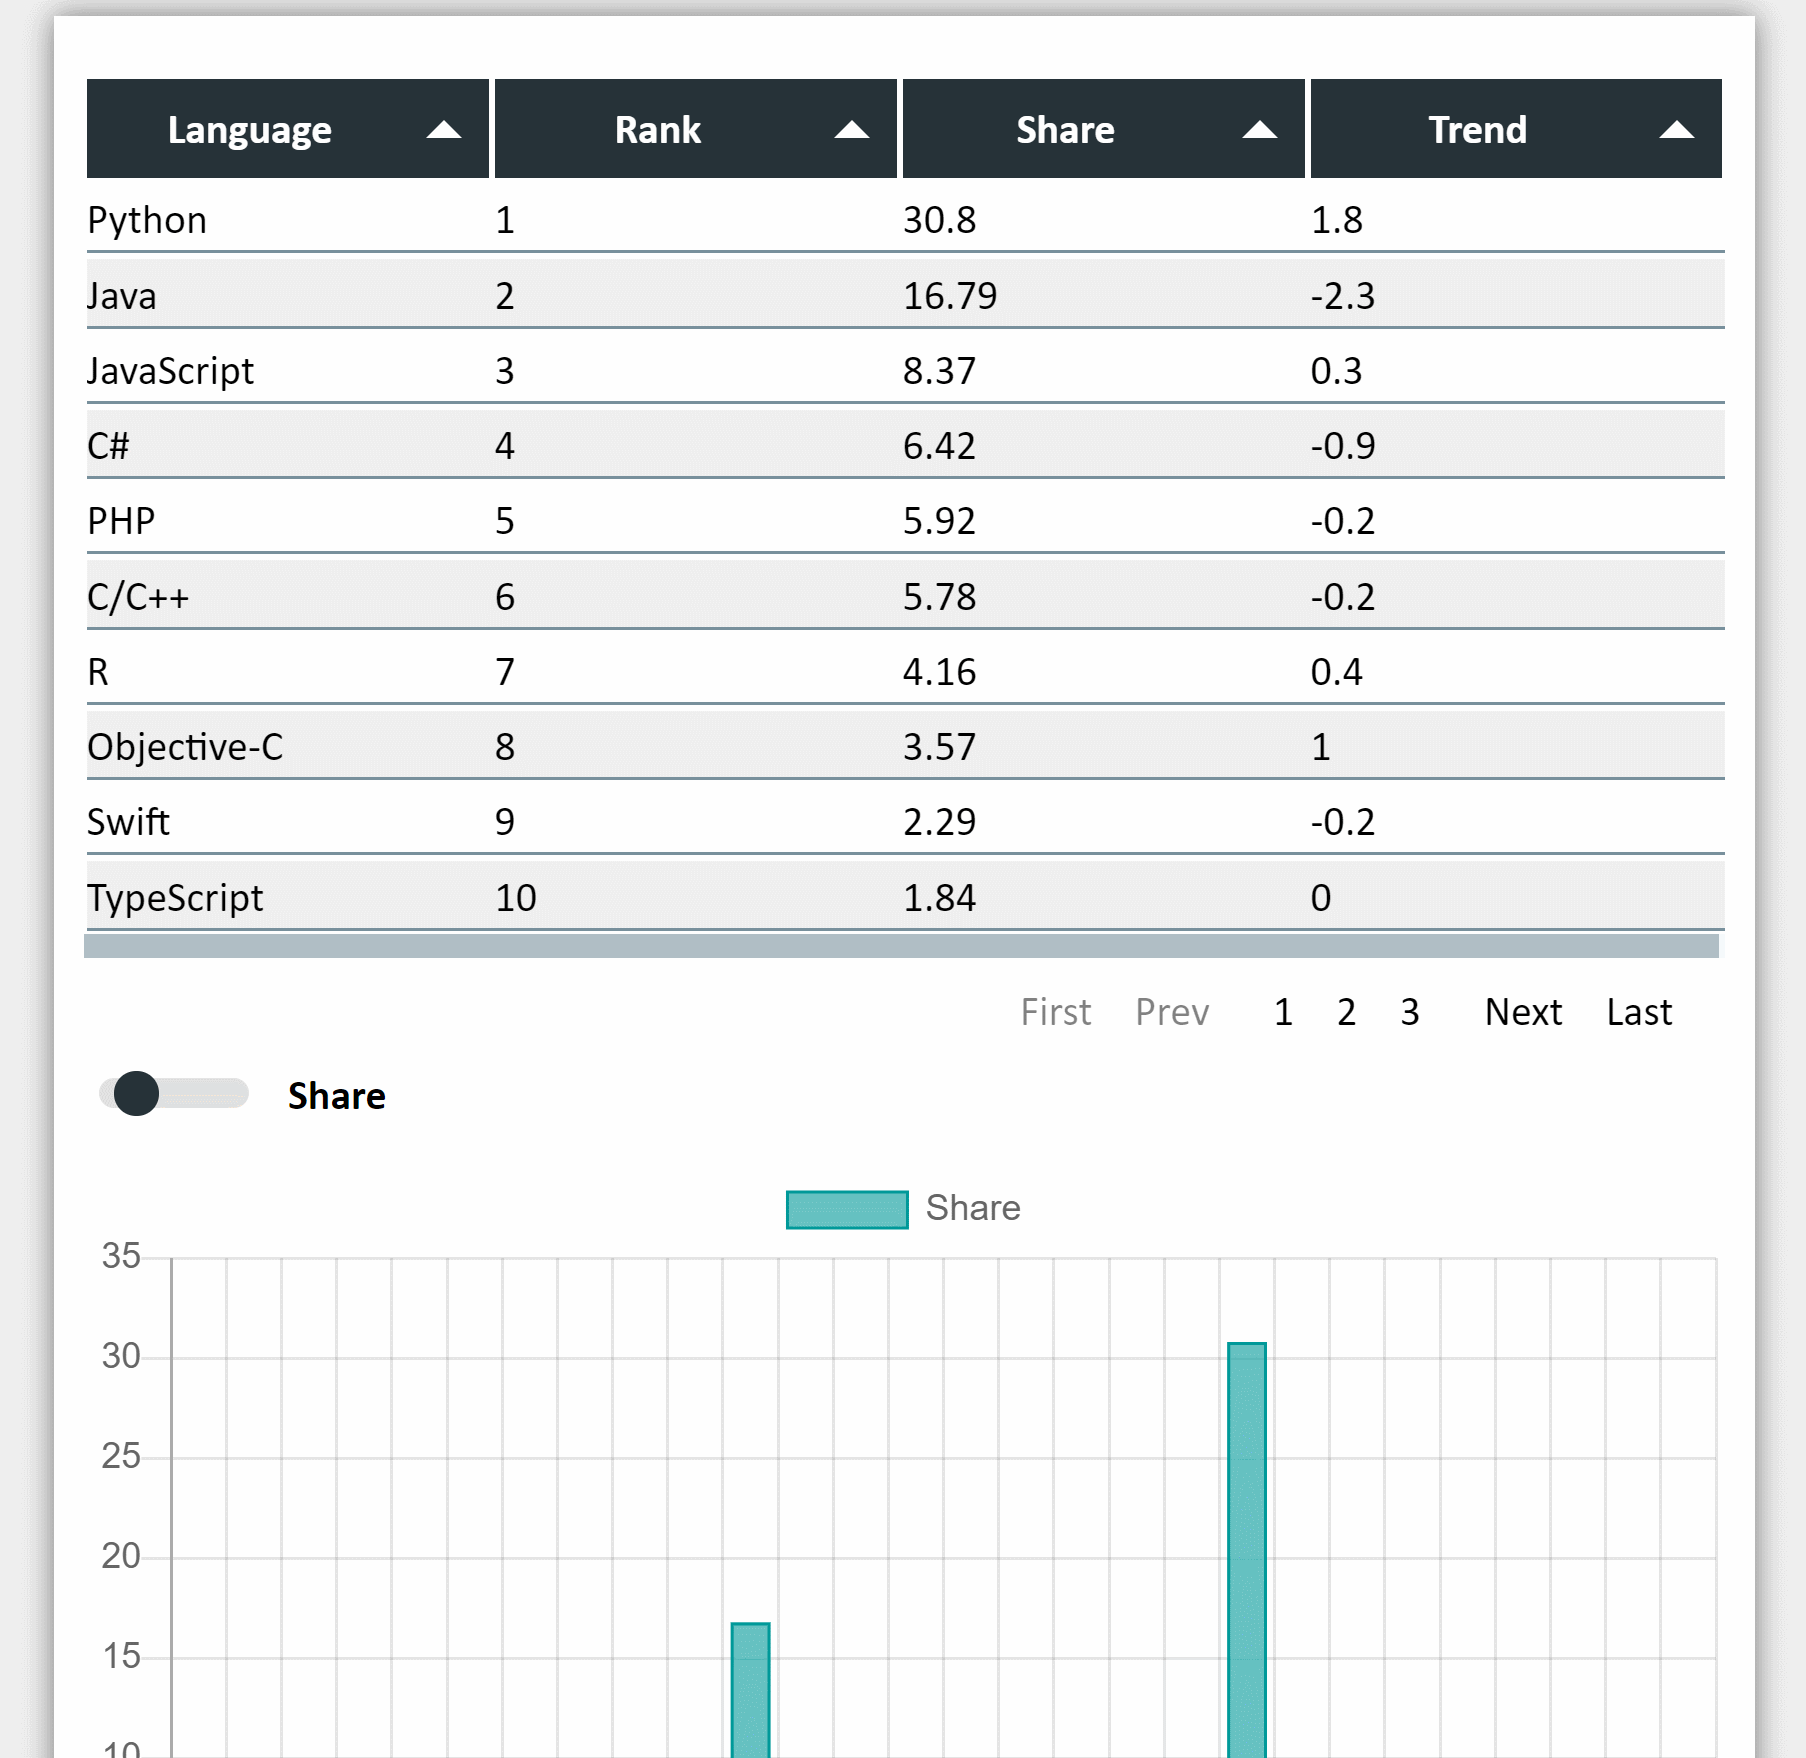 Language Rank Share Trend
Python 1 30.8 1.8
Java 2 16.79 -2.3
JavaScript 3 8.37 0.3
C# 4 6.42 -0.9
PHP 5 5.92 -0.2
C/C++ 6 5.78 -0.2
R 7 4.16 0.4
Objective-C 8 3.57 1
Swift 9 2.29 -0.2
TypeScript 10 1.84 0
First Prev 1 2 3 Next Last
Share
Share
35
30
25
20
15
10